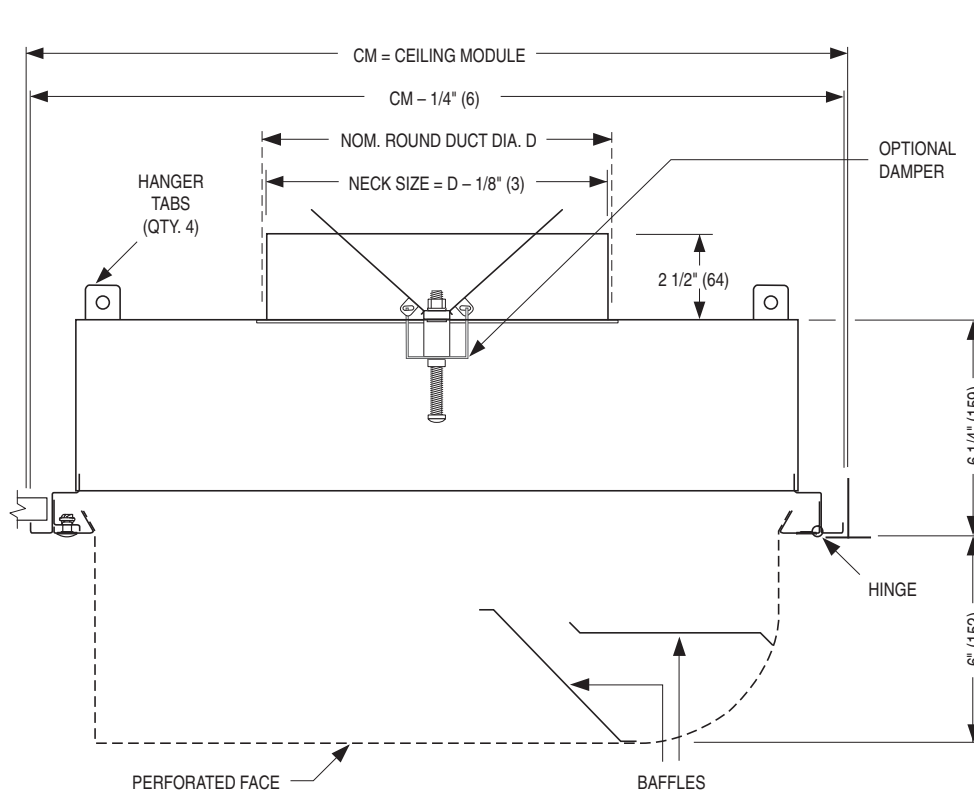 CM = CEILING MODULE
CM – 1/4" (6)
NOM. ROUND DUCT DIA. D
OPTIONAL
DAMPER
NECK SIZE = D – 1/8" (3)
HANGER
TABS
(QTY. 4)
2 1/2" (64)
6 1/4" (159)
HINGE
6" (152)
PERFORATED FACE
BAFFLES